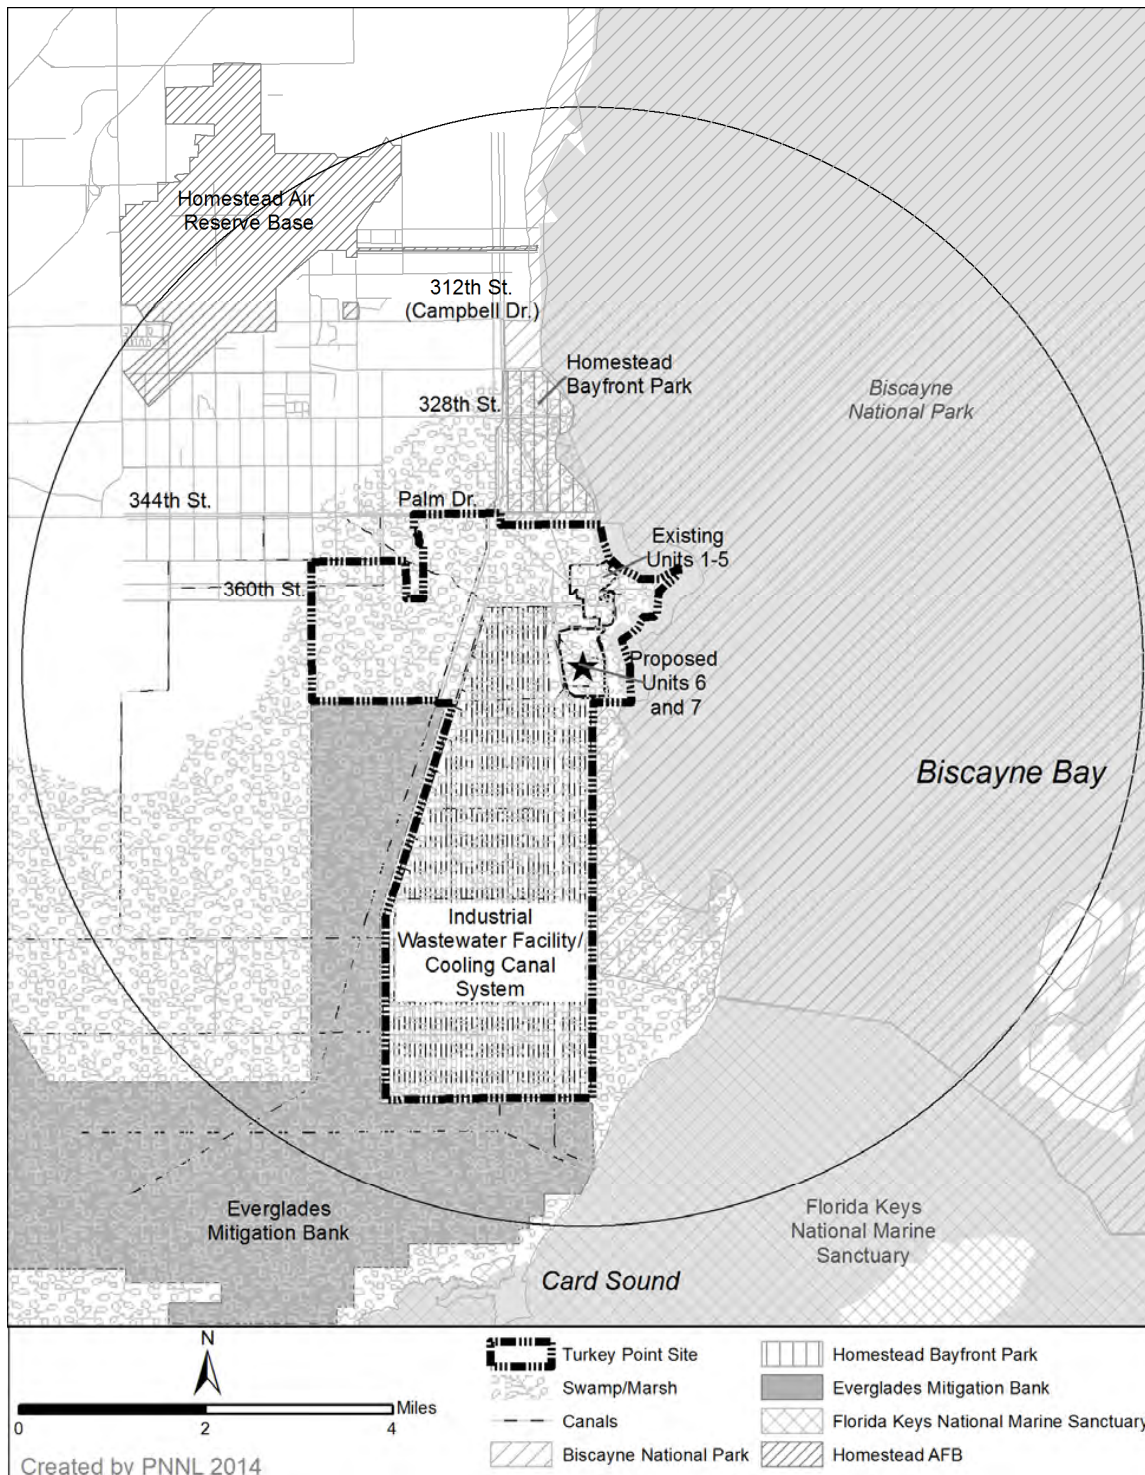 Homestead Air
Reserve Base
312th St.
(Campbell Dr.)
Homestead
Bayfront Park
Biscayne
National Park
328th St.
344th St.
Palm Dr.
Existing
Units 1-5
360th St.
Proposed
Units 6
and 7
Biscayne Bay
Industrial
Wastewater Facility/
Cooling Canal
System
Everglades
Mitigation Bank
Florida Keys
National Marine
Sanctuary
Card Sound
N
Miles
0 2 4
Turkey Point Site
Swamp/Marsh
Canals
Biscayne National Park
Homestead Bayfront Park
Everglades Mitigation Bank
Florida Keys National Marine Sanctuary
Homestead AFB
Created by PNNL 2014